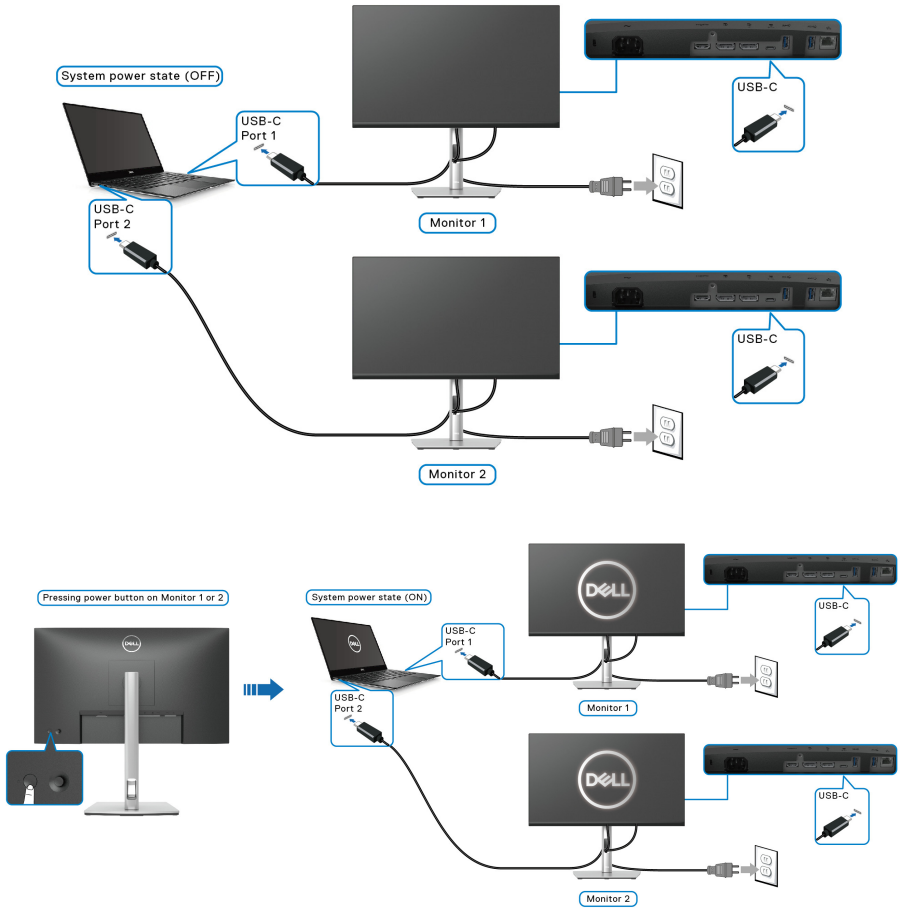 System power state (OFF)
USB-C
Port 1
USB-C
Port 2
USB-C
Monitor 1
USB-C
Monitor 2
Pressing power button on Monitor 1 or 2
DELL
System power state (ON)
DELL
USB-C
Port 1
USB-C
Port 2
DELL
USB-C
Monitor 1
DELL
USB-C
Monitor 2